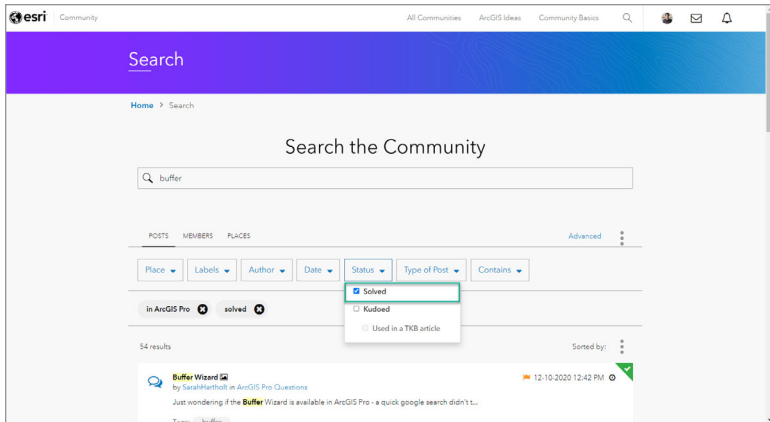 esri Community All Communities ArcGIS Ideas Community Basics
Search
Home > Search
Search the Community
buffer
POSTS MEMBERS PLACES Advanced
Place Labels Author Date Status Type of Post Contains
Solved
Kudoed
Used in a TKB article
in ArcGIS Pro solved
54 results Sorted by:
Buffer Wizard 12-10-2020 12:42 PM
by SarahHartholt in ArcGIS Pro Questions
Just wondering if the Buffer Wizard is available in ArcGIS Pro - a quick google search didn't t...
Tags: buffer